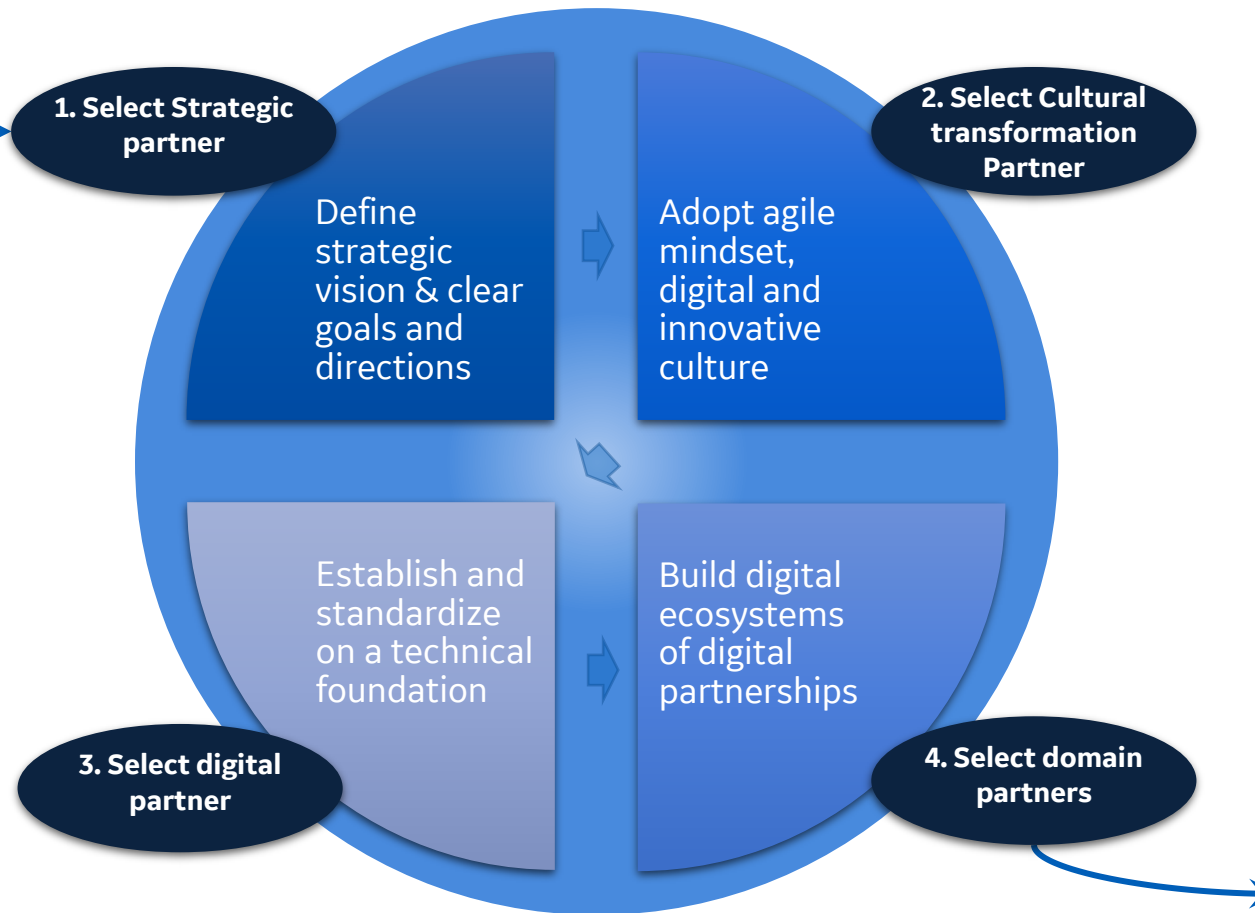 1. Select Strategic
partner
Define
strategic
vision & clear
goals and
directions
2. Select Cultural
transformation
Partner
Adopt agile
mindset,
digital and
innovative
culture
3. Select digital
partner
Establish and
standardize
on a technical
foundation
4. Select domain
partners
Build digital
ecosystems
of digital
partnerships